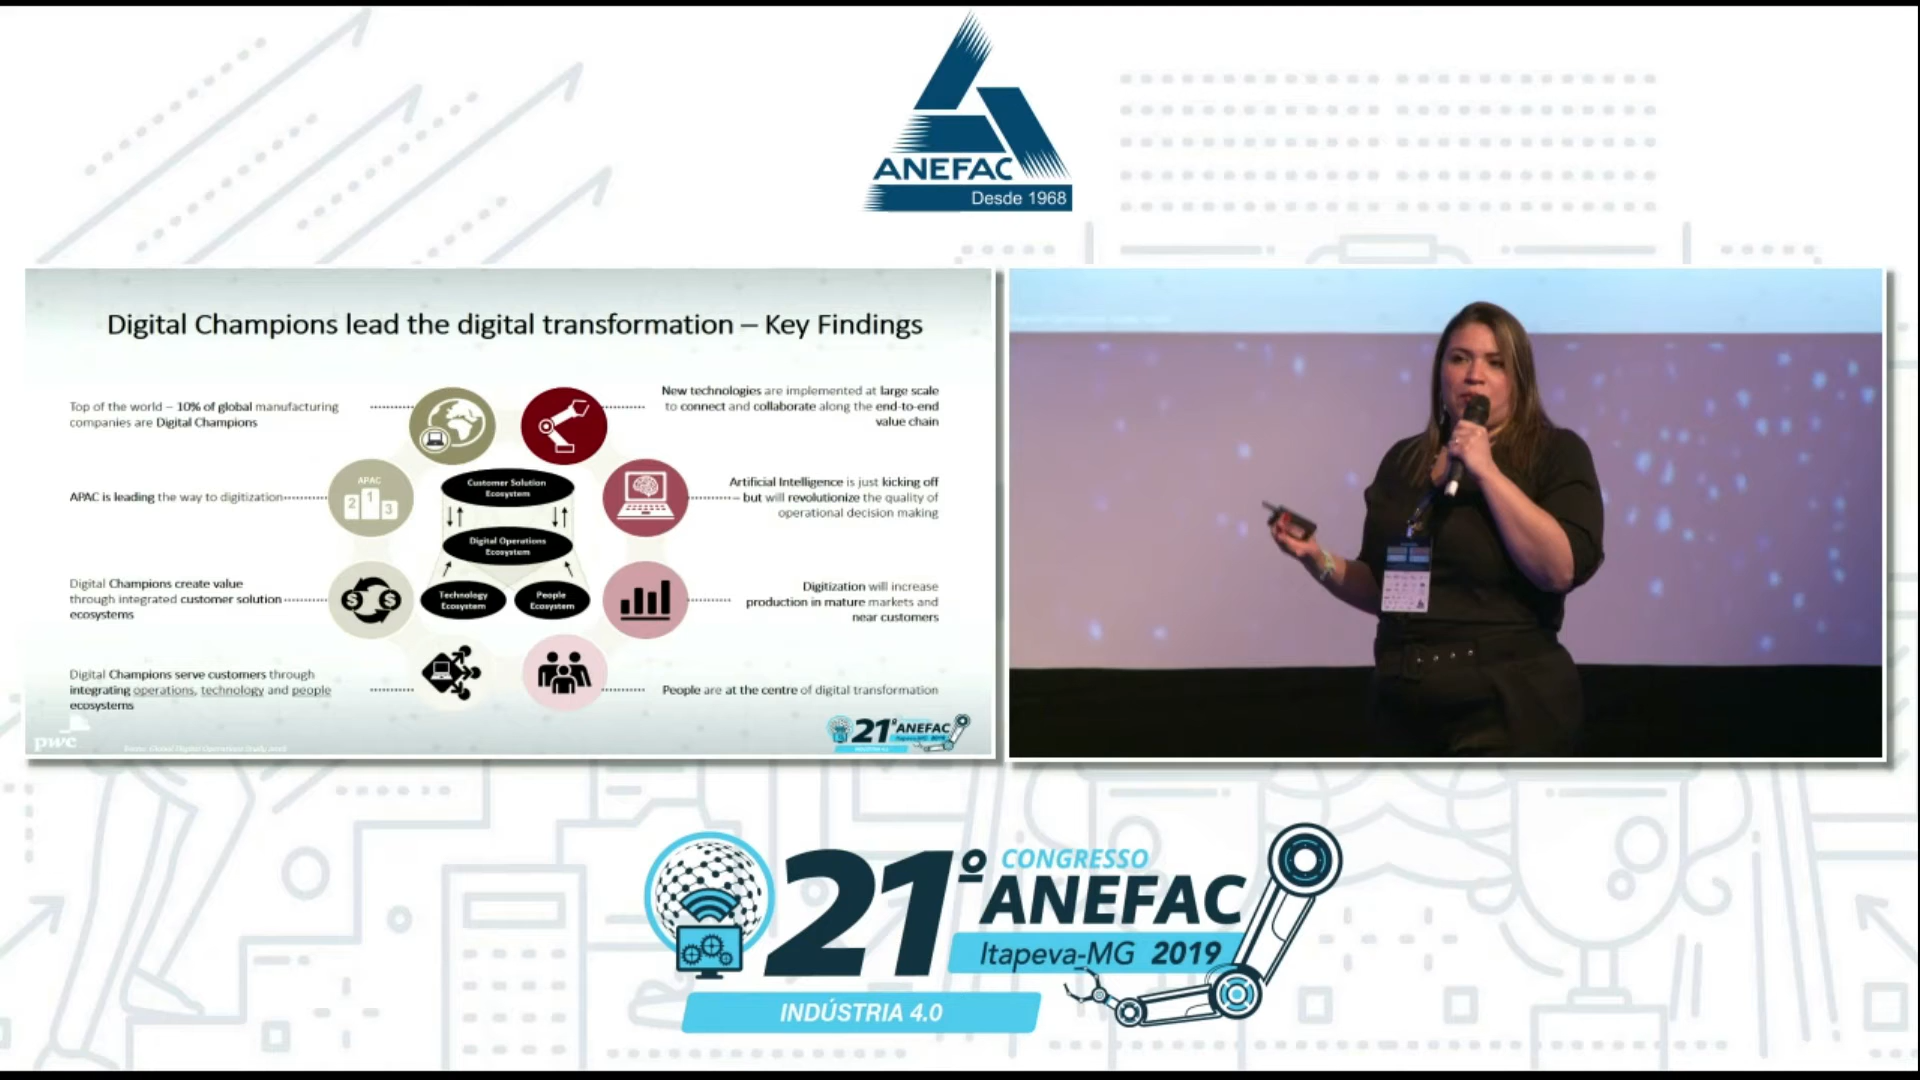 ANEFAC
Desde 1968
Digital Champions lead the digital transformation – Key Findings
Top of the world – 10% of global manufacturing
companies are Digital Champions
APAC is leading the way to digitization
Digital Champions create value
through integrated customer solution
ecosystems
Digital Champions serve customers through
integrating operations, technology and people
ecosystems
APAC
2 1 3
$ $
Customer Solution
Ecosystem
Digital Operations
Ecosystem
Technology
Ecosystem
People
Ecosystem
New technologies are implemented at large scale
to connect and collaborate along the end-to-end
value chain
Artificial Intelligence is just kicking off
– but will revolutionize the quality of
operational decision making
Digitization will increase
production in mature markets and
near customers
People are at the centre of digital transformation
pwc
21º ANEFAC
21º CONGRESSO
ANEFAC
Itapeva-MG 2019
INDÚSTRIA 4.0